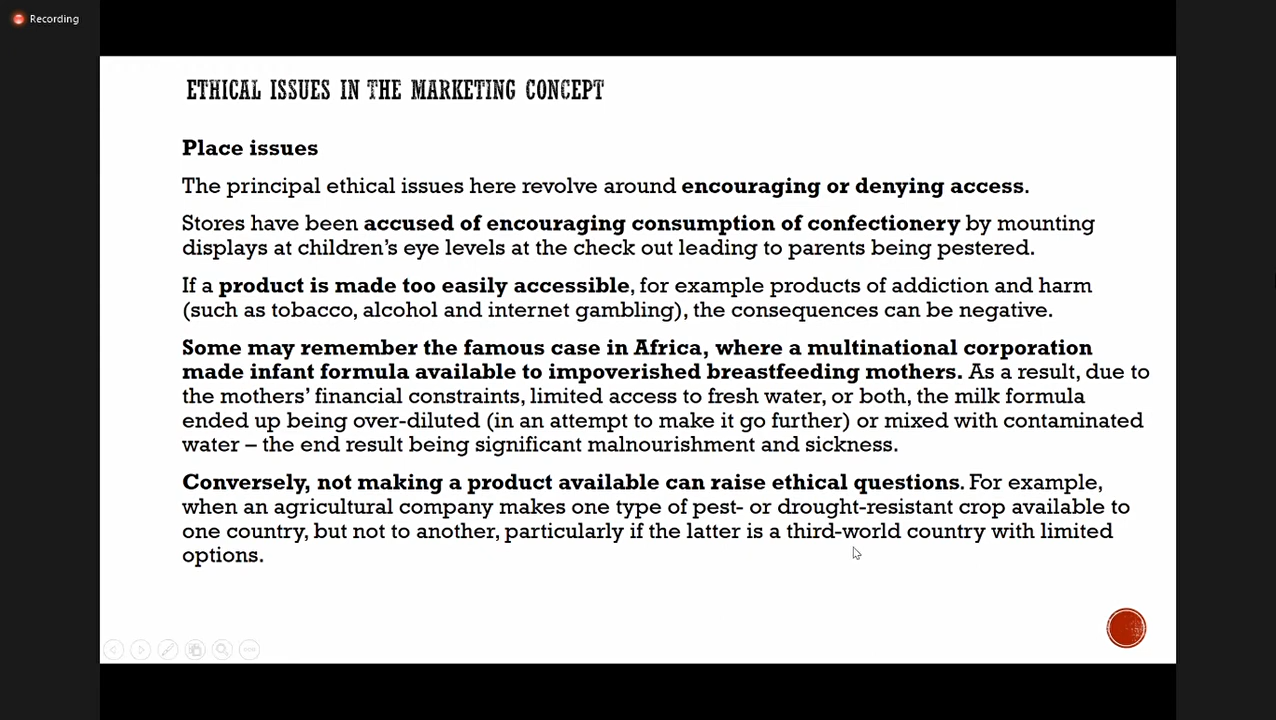 Recording
ETHICAL ISSUES IN THE MARKETING CONCEPT
Place issues
The principal ethical issues here revolve around encouraging or denying access.
Stores have been accused of encouraging consumption of confectionery by mounting
displays at children's eye levels at the check out leading to parents being pestered.
If a product is made too easily accessible, for example products of addiction and harm
(such as tobacco, alcohol and internet gambling), the consequences can be negative.
Some may remember the famous case in Africa, where a multinational corporation
made infant formula available to impoverished breastfeeding mothers. As a result, due to
the mothers' financial constraints, limited access to fresh water, or both, the milk formula
ended up being over-diluted (in an attempt to make it go further) or mixed with contaminated
water – the end result being significant malnourishment and sickness.
Conversely, not making a product available can raise ethical questions. For example,
when an agricultural company makes one type of pest- or drought-resistant crop available to
one country, but not to another, particularly if the latter is a third-world country with limited
options.